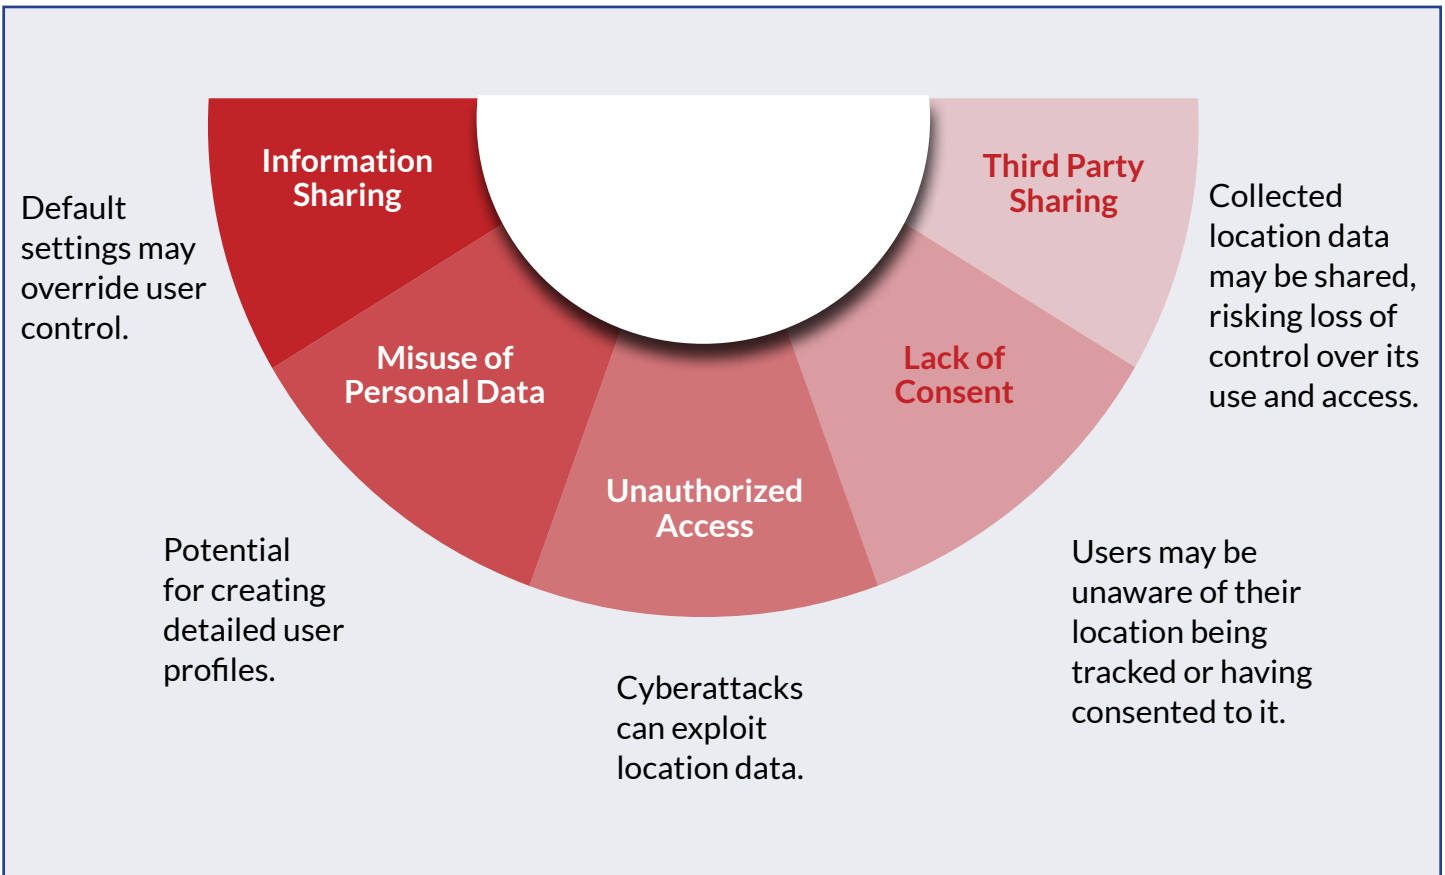 Information
Sharing
Default
settings may
override user
control.
Misuse of
Personal Data
Potential
for creating
detailed user
profiles.
Unauthorized
Access
Cyberattacks
can exploit
location data.
Lack of
Consent
Users may be
unaware of their
location being
tracked or having
consented to it.
Third Party
Sharing
Collected
location data
may be shared,
risking loss of
control over its
use and access.